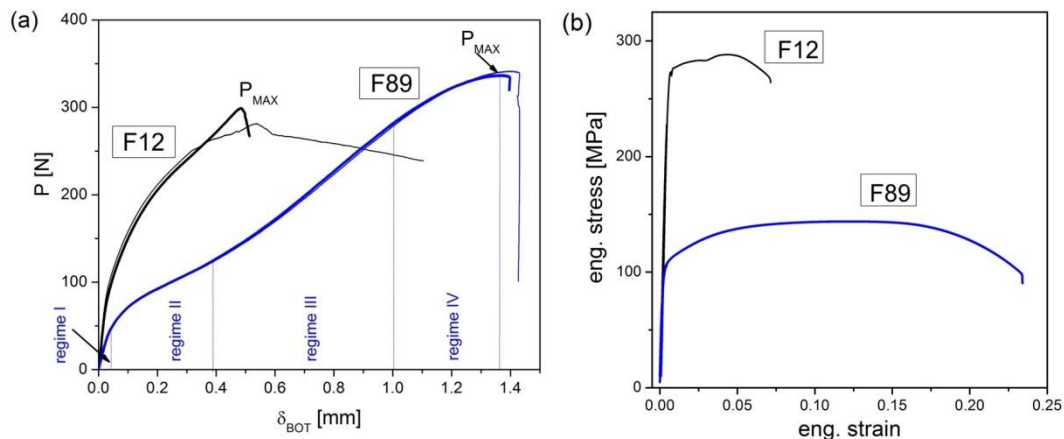 (a)
400
300
200
100
0
P [N]
F12
P_MAX
F89
P_MAX
regime I
regime II
regime III
regime IV
0.0 0.2 0.4 0.6 0.8 1.0 1.2 1.4
δ_BOT [mm]
(b)
300
200
100
0
eng. stress [MPa]
F12
F89
0.00 0.05 0.10 0.15 0.20 0.25
eng. strain